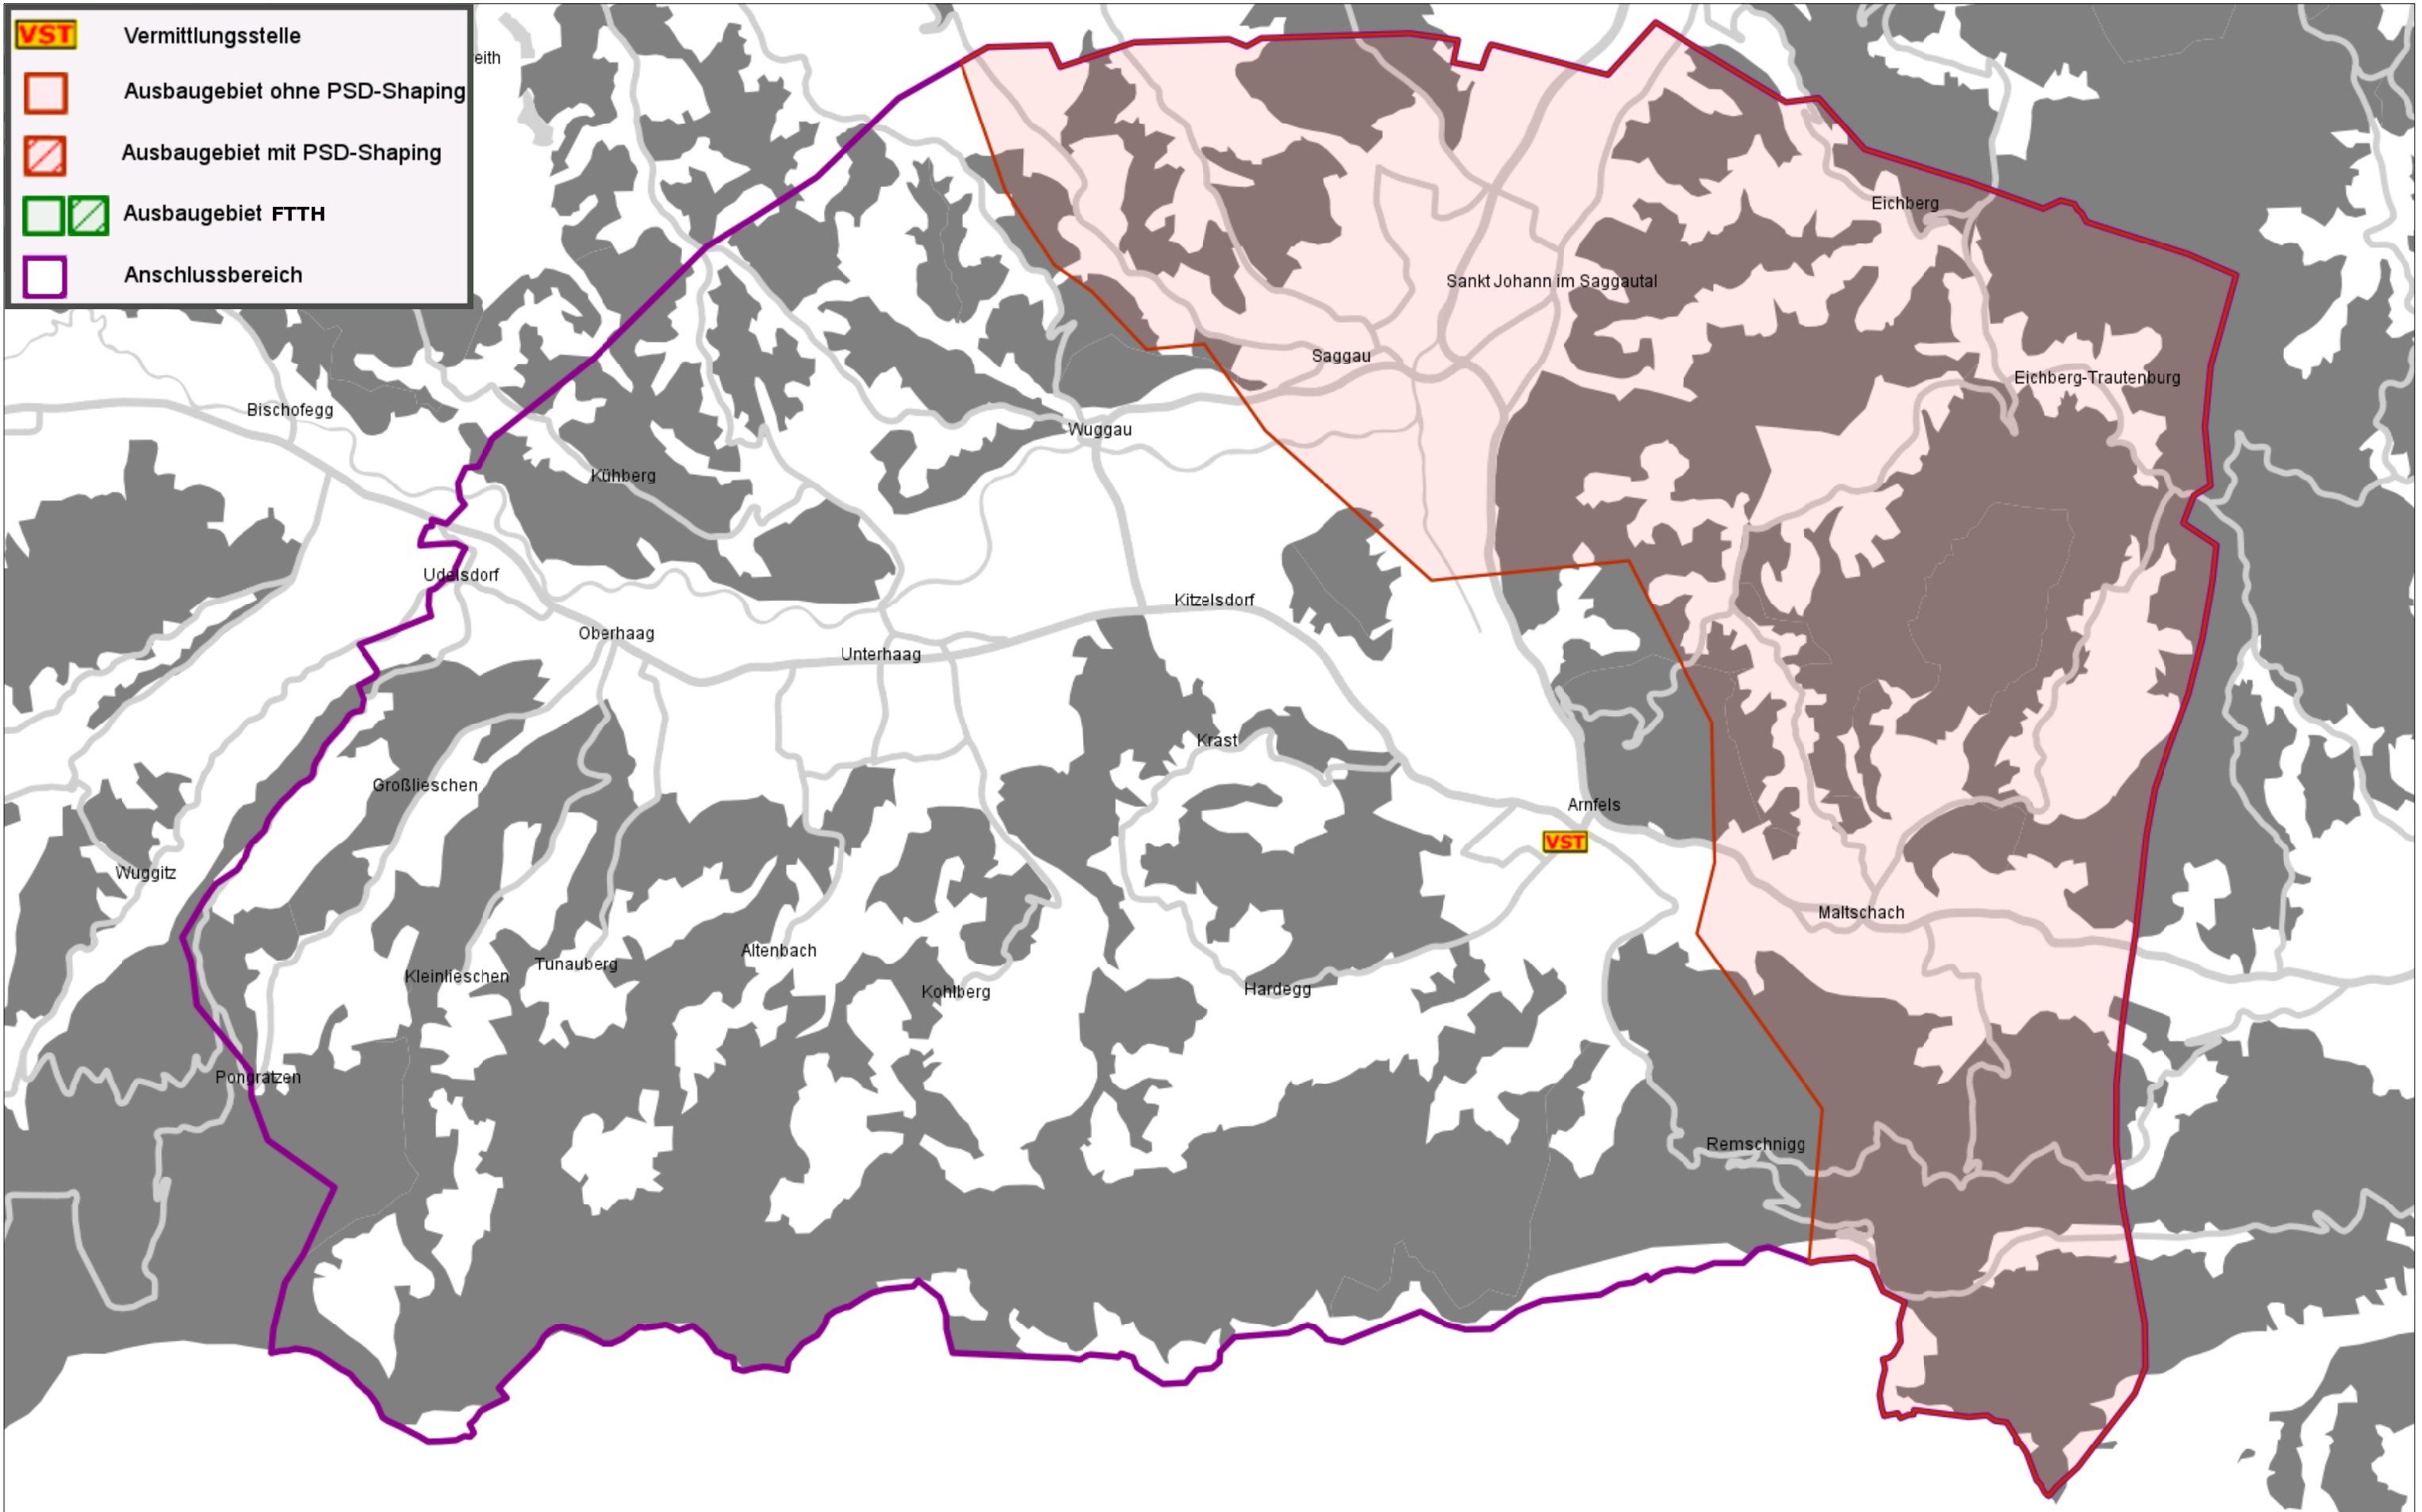 VST Vermittlungsstelle
Ausbaugebiet ohne PSD-Shaping
Ausbaugebiet mit PSD-Shaping
Ausbaugebiet FTTH
Anschlussbereich
eith
Eichberg
Sankt Johann im Saggautal
Saggau
Eichberg-Trautenburg
Bischofegg
Wuggau
Kühberg
Udelsdorf
Kitzelsdorf
Oberhaag
Unterhaag
Krast
Großlieschen
Arnfels
VST
Wuggitz
Maltschach
Altenbach
Tunauberg
Kleinlieschen
Kohlberg
Hardegg
Pongratzen
Remschnigg